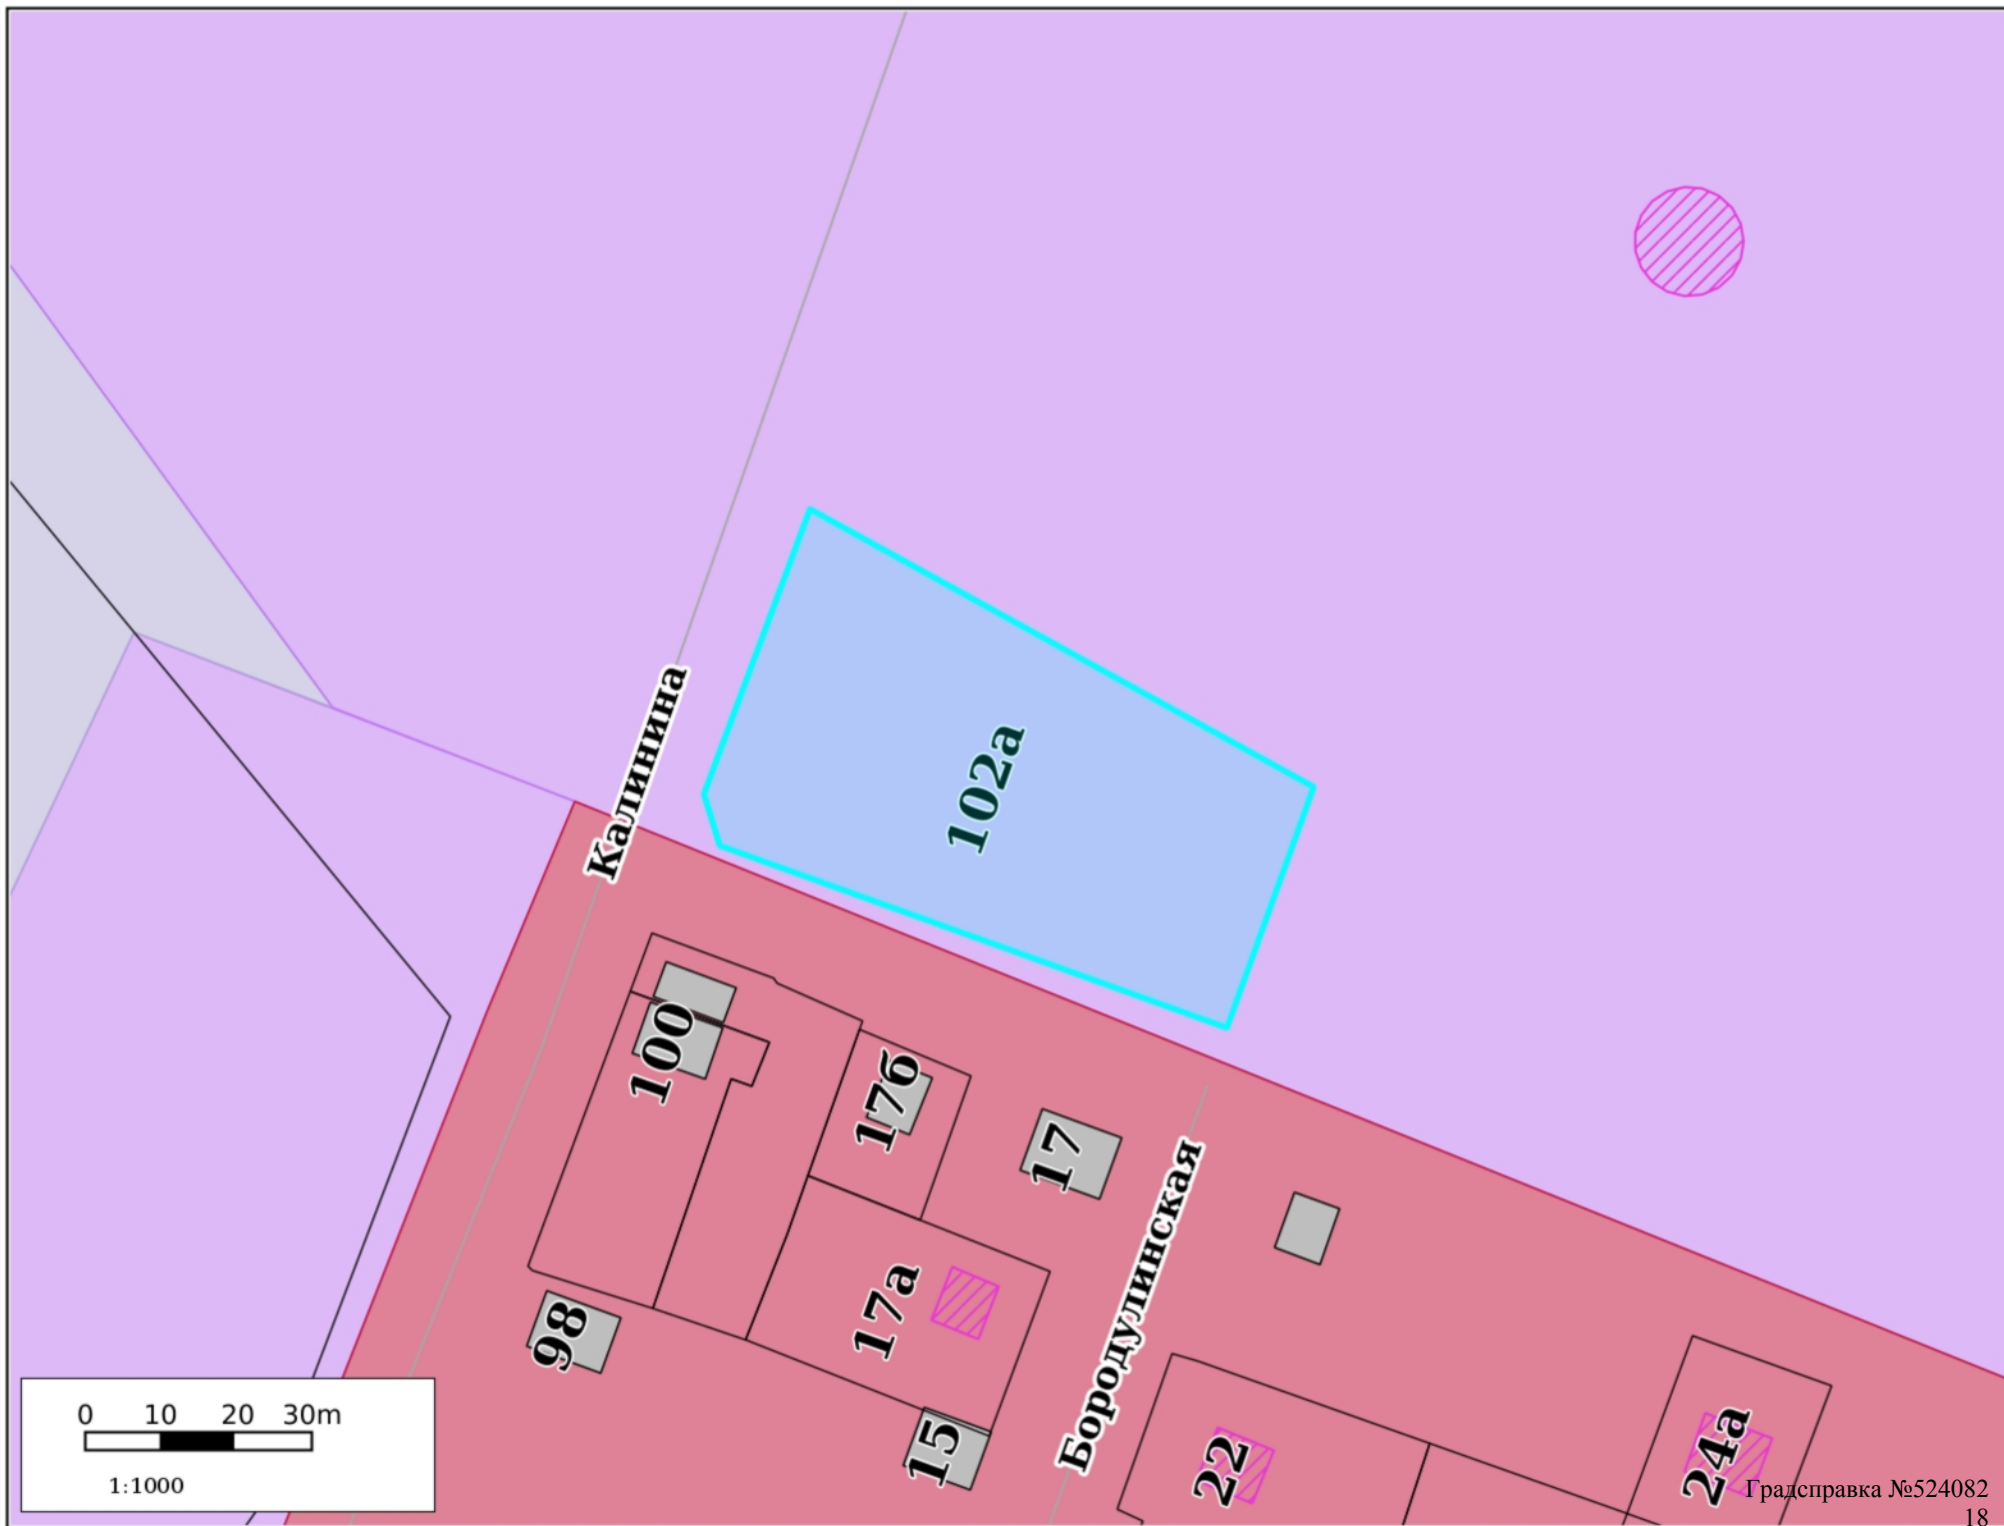 Калинина
102а
100
17б
17
Бородулинская
17а
98
15
22
24а
0 10 20 30m
1:1000
Градсправка №524082
18